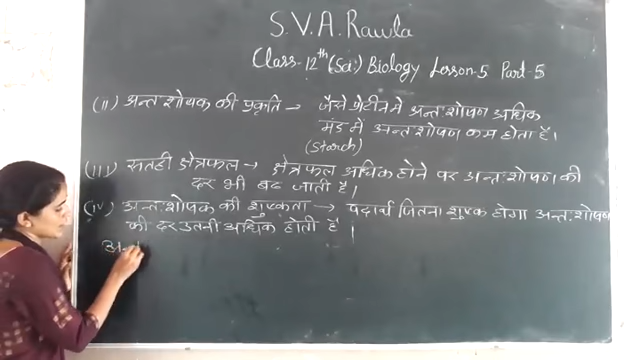 S.V.A. Rawla
Class-12th (Sci) Biology Lesson-5 Part-5
(ii) अन्तः शोषक की प्रकृति → जैसे प्रोटीन मे अन्तः शोषण अधिक
मंड में अन्तः शोषण कम होता है।
(Starch)
(iii) सतही क्षेत्रफल → क्षेत्रफल अधिक होने पर अन्तः शोषण की
दर भी बढ़ जाती है।
(iv) अन्तः शोषक की शुष्कता → पदार्थ जितना शुष्क होगा अन्तः शोषण
की दर उतनी अधिक होती है।
अन्त